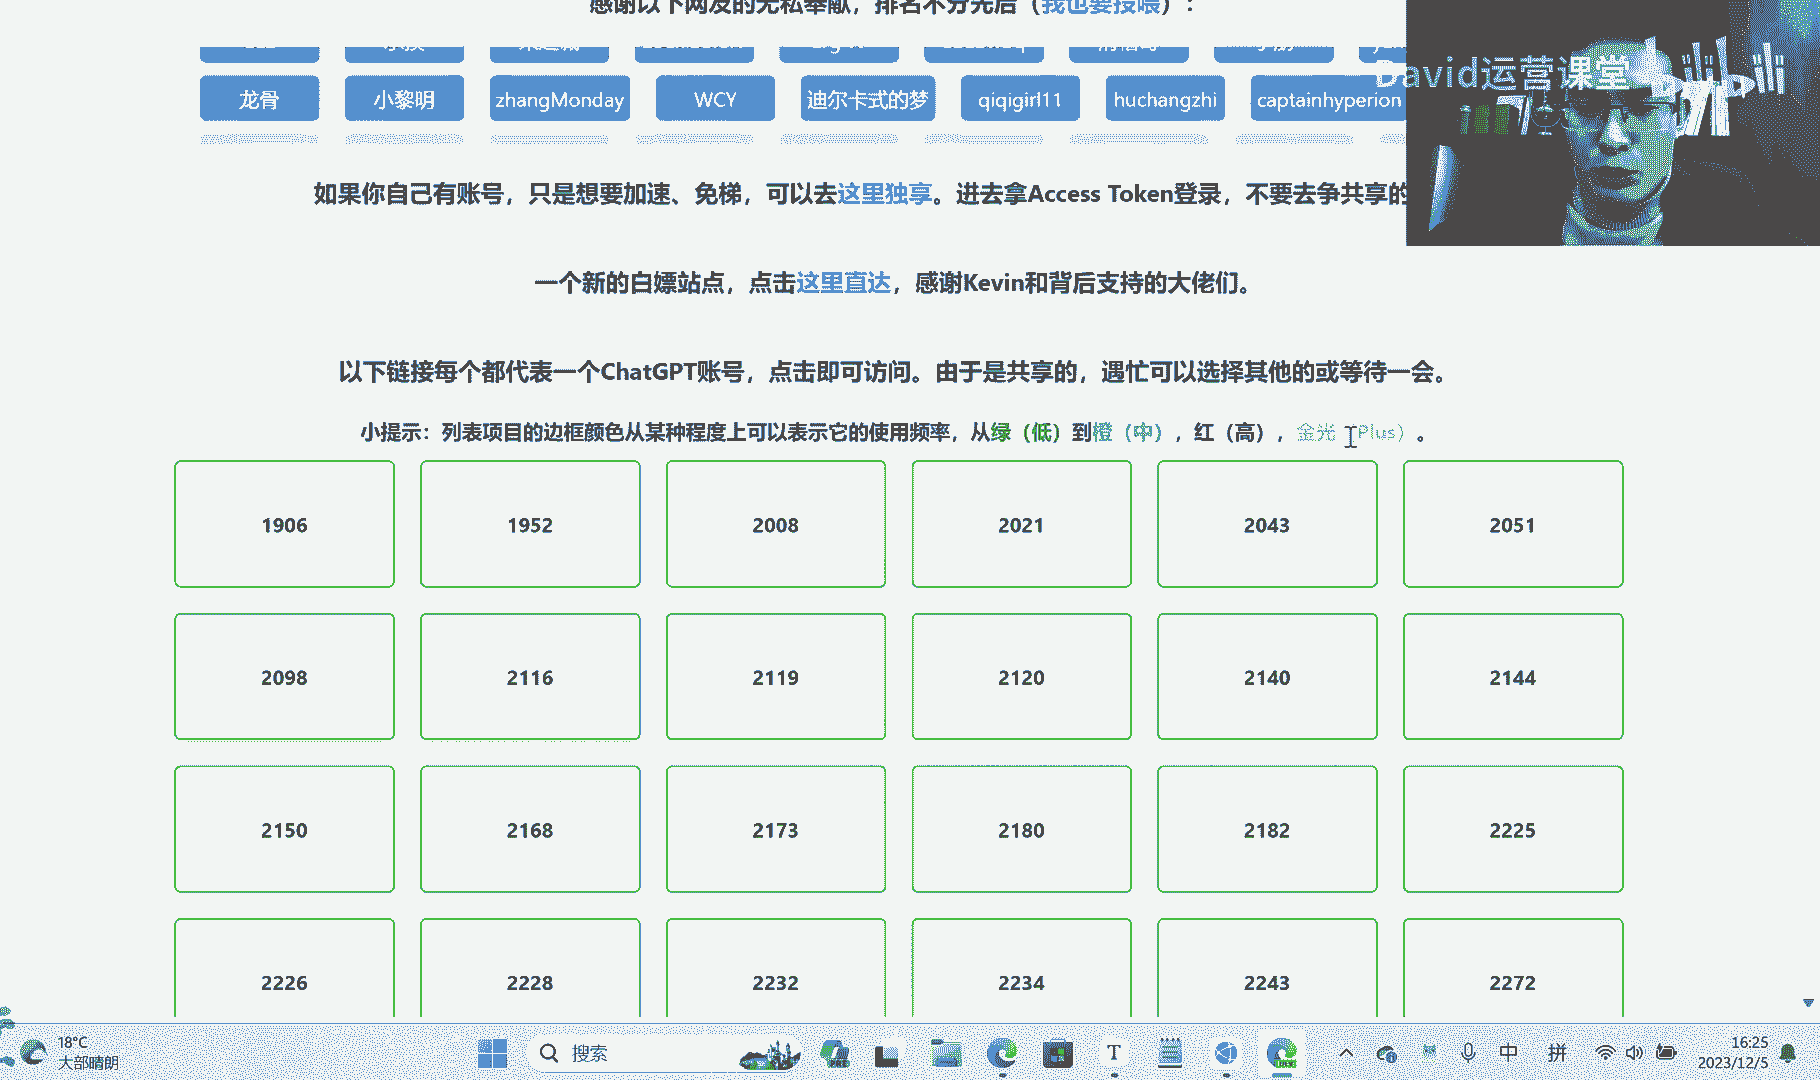 感谢以下网友的无私奉献，排名不分先后（我也要投喂）：
龙骨 小黎明 zhangMonday WCY 迪尔卡式的梦 qiqigirl11 huchangzhi captainhyperion
David运营课堂
如果你自己有账号，只是想要加速、免梯，可以去这里独享。进去拿Access Token登录，不要去争共享的
一个新的白嫖站点，点击这里直达，感谢Kevin和背后支持的大佬们。
以下链接每个都代表一个ChatGPT账号，点击即可访问。由于是共享的，遇忙可以选择其他的或等待一会。
小提示：列表项目的边框颜色从某种程度上可以表示它的使用频率，从绿（低）到橙（中），红（高），金光（Plus）。
1906 1952 2008 2021 2043 2051
2098 2116 2119 2120 2140 2144
2150 2168 2173 2180 2182 2225
2226 2228 2232 2234 2243 2272
18°C
大部晴朗
搜索
中 拼
16:25
2023/12/5